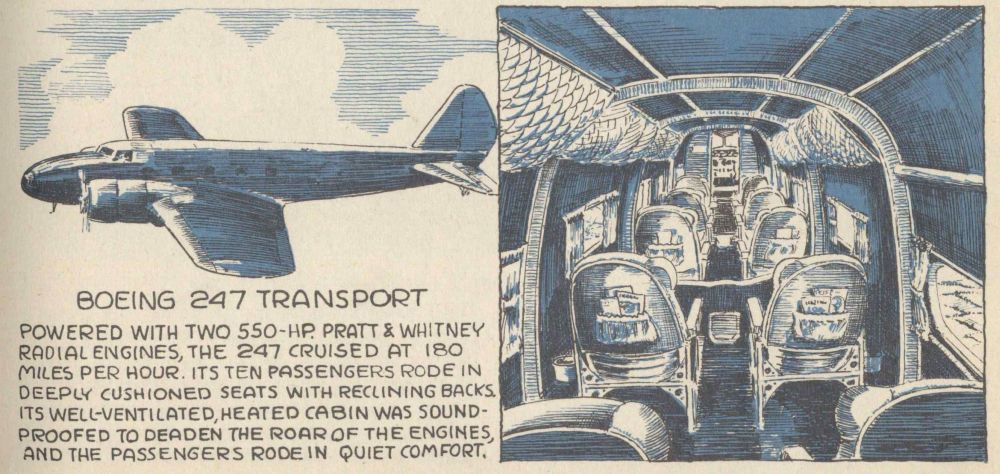 BOEING 247 TRANSPORT
POWERED WITH TWO 550-HP. PRATT & WHITNEY
RADIAL ENGINES, THE 247 CRUISED AT 180
MILES PER HOUR. ITS TEN PASSENGERS RODE IN
DEEPLY CUSHIONED SEATS WITH RECLINING BACKS.
ITS WELL-VENTILATED, HEATED CABIN WAS SOUND-
PROOFED TO DEADEN THE ROAR OF THE ENGINES,
AND THE PASSENGERS RODE IN QUIET COMFORT.